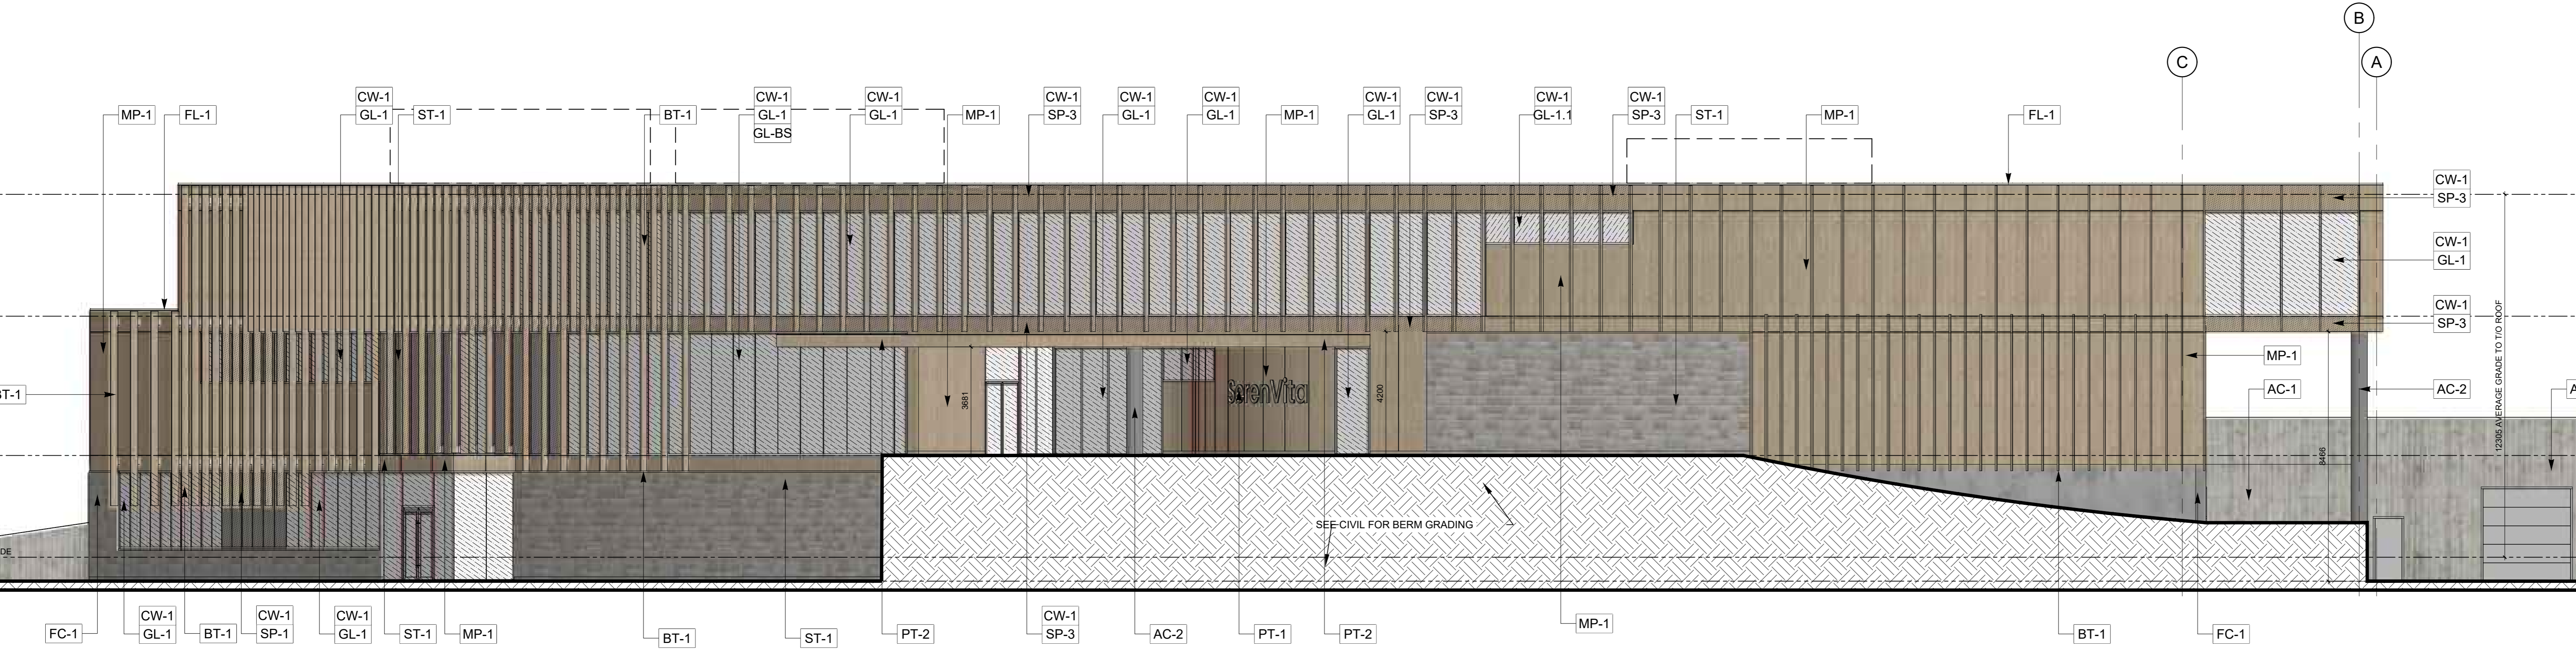 B
C
A
CW-1
GL-1
CW-1
GL-1
GL-BS
CW-1
GL-1
CW-1
SP-3
CW-1
GL-1
CW-1
GL-1
CW-1
GL-1
CW-1
SP-3
CW-1
GL-1.1
CW-1
SP-3
MP-1
FL-1
ST-1
BT-1
MP-1
MP-1
ST-1
MP-1
FL-1
CW-1
SP-3
CW-1
GL-1
CW-1
SP-3
12305 AVERAGE GRADE TO T/O ROOF
MP-1
BT-1
3681
SerenVita
4200
AC-1
AC-2
8466
SEE CIVIL FOR BERM GRADING
DE
CW-1
GL-1
CW-1
SP-1
CW-1
GL-1
CW-1
SP-3
FC-1
BT-1
ST-1
MP-1
BT-1
ST-1
PT-2
AC-2
PT-1
PT-2
MP-1
BT-1
FC-1